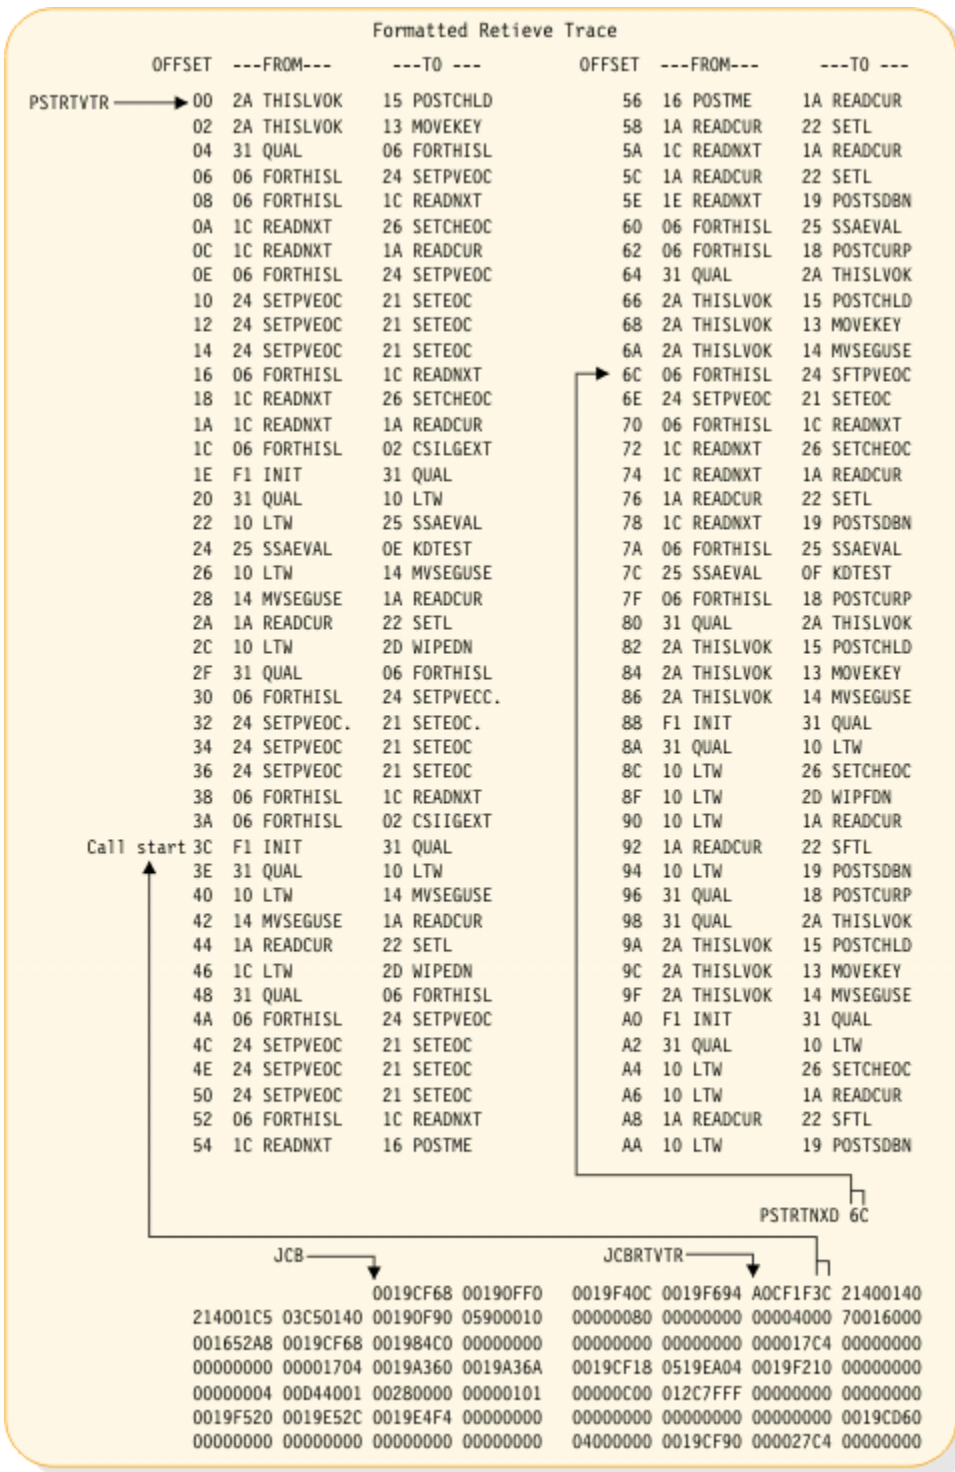 Formatted Retieve Trace
OFFSET ---FROM--- ---TO --- OFFSET ---FROM--- ---TO ---
PSTRTVTR 00 2A THISLVOK 15 POSTCHLD 56 16 POSTME 1A READCUR
02 2A THISLVOK 13 MOVEKEY 58 1A READCUR 22 SETL
04 31 QUAL 06 FORTHISL 5A 1C READNXT 1A READCUR
06 06 FORTHISL 24 SETPVEOC 5C 1A READCUR 22 SETL
08 06 FORTHISL 1C READNXT 5E 1E READNXT 19 POSTSDBN
0A 1C READNXT 26 SETCHEOC 60 06 FORTHISL 25 SSAEVAL
0C 1C READNXT 1A READCUR 62 06 FORTHISL 18 POSTCURP
0E 06 FORTHISL 24 SETPVEOC 64 31 QUAL 2A THISLVOK
10 24 SETPVEOC 21 SETEOC 66 2A THISLVOK 15 POSTCHLD
12 24 SETPVEOC 21 SETEOC 68 2A THISLVOK 13 MOVEKEY
14 24 SETPVEOC 21 SETEOC 6A 2A THISLVOK 14 MVSEGUSE
16 06 FORTHISL 1C READNXT 6C 06 FORTHISL 24 SFTPVEOC
18 1C READNXT 26 SETCHEOC 6E 24 SETPVEOC 21 SETEOC
1A 1C READNXT 1A READCUR 70 06 FORTHISL 1C READNXT
1C 06 FORTHISL 02 CSILGEXT 72 1C READNXT 26 SETCHEOC
1E F1 INIT 31 QUAL 74 1C READNXT 1A READCUR
20 31 QUAL 10 LTW 76 1A READCUR 22 SETL
22 10 LTW 25 SSAEVAL 78 1C READNXT 19 POSTSDBN
24 25 SSAEVAL 0E KDTEST 7A 06 FORTHISL 25 SSAEVAL
26 10 LTW 14 MVSEGUSE 7C 25 SSAEVAL OF KDTEST
28 14 MVSEGUSE 1A READCUR 7F 06 FORTHISL 18 POSTCURP
2A 1A READCUR 22 SETL 80 31 QUAL 2A THISLVOK
2C 10 LTW 2D WIPEDN 82 2A THISLVOK 15 POSTCHLD
2F 31 QUAL 06 FORTHISL 84 2A THISLVOK 13 MOVEKEY
30 06 FORTHISL 24 SETPVECC. 86 2A THISLVOK 14 MVSEGUSE
32 24 SETPVEOC. 21 SETEOC. 88 F1 INIT 31 QUAL
34 24 SETPVEOC 21 SETEOC 8A 31 QUAL 10 LTW
36 24 SETPVEOC 21 SETEOC 8C 10 LTW 26 SETCHEOC
38 06 FORTHISL 1C READNXT 8F 10 LTW 2D WIPFDN
3A 06 FORTHISL 02 CSIIGEXT 90 10 LTW 1A READCUR
Call start 3C F1 INIT 31 QUAL 92 1A READCUR 22 SFTL
3E 31 QUAL 10 LTW 94 10 LTW 19 POSTSDBN
40 10 LTW 14 MVSEGUSE 96 31 QUAL 18 POSTCURP
42 14 MVSEGUSE 1A READCUR 98 31 QUAL 2A THISLVOK
44 1A READCUR 22 SETL 9A 2A THISLVOK 15 POSTCHLD
46 1C LTW 2D WIPEDN 9C 2A THISLVOK 13 MOVEKEY
48 31 QUAL 06 FORTHISL 9F 2A THISLVOK 14 MVSEGUSE
4A 06 FORTHISL 24 SETPVEOC A0 F1 INIT 31 QUAL
4C 24 SETPVEOC 21 SETEOC A2 31 QUAL 10 LTW
4E 24 SETPVEOC 21 SETEOC A4 10 LTW 26 SETCHEOC
50 24 SETPVEOC 21 SETEOC A6 10 LTW 1A READCUR
52 06 FORTHISL 1C READNXT A8 1A READCUR 22 SFTL
54 1C READNXT 16 POSTME AA 10 LTW 19 POSTSDBN
PSTRTNXD 6C
JCB JCBRTVTR
0019CF68 00190FF0 0019F40C 0019F694 A0CF1F3C 21400140
214001C5 03C50140 00190F90 05900010 00000080 00000000 00004000 70016000
001652A8 0019CF68 001984C0 00000000 00000000 00000000 000017C4 00000000
00000000 00001704 0019A360 0019A36A 0019CF18 0519EA04 0019F210 00000000
00000004 00D44001 00280000 00000101 00000C00 012C7FFF 00000000 00000000
0019F520 0019E52C 0019E4F4 00000000 00000000 00000000 00000000 0019CD60
00000000 00000000 00000000 00000000 04000000 0019CF90 000027C4 00000000